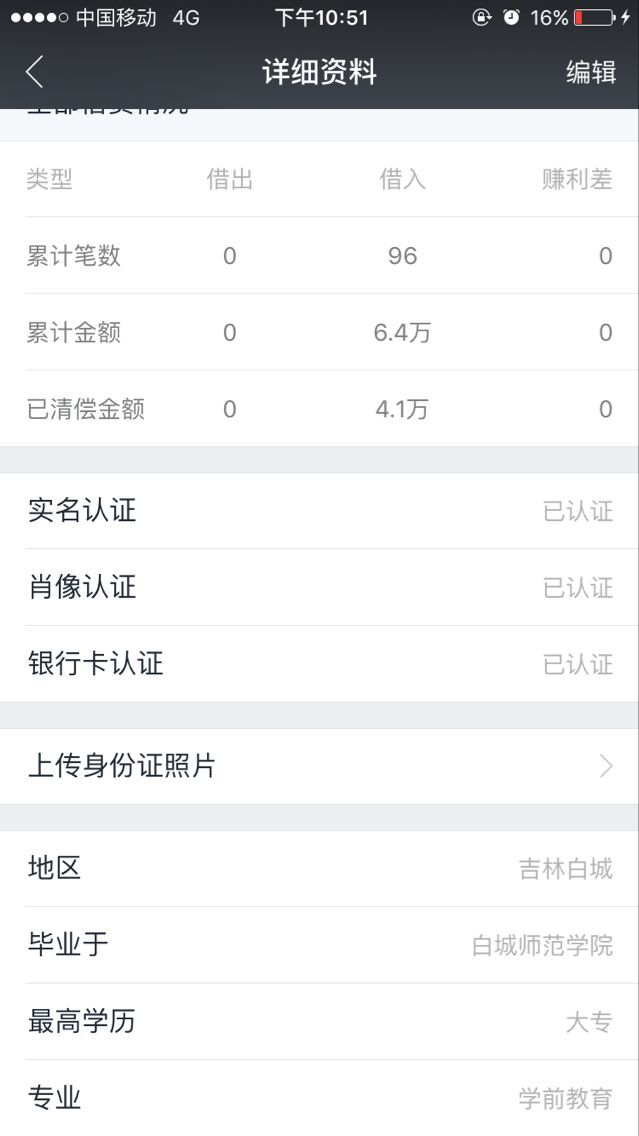 中国移动 4G 下午10:51 16%
详细资料 编辑
类型 借出 借入 赚利差
累计笔数 0 96 0
累计金额 0 6.4万 0
已清偿金额 0 4.1万 0
实名认证 已认证
肖像认证 已认证
银行卡认证 已认证
上传身份证照片
地区 吉林白城
毕业于 白城师范学院
最高学历 大专
专业 学前教育